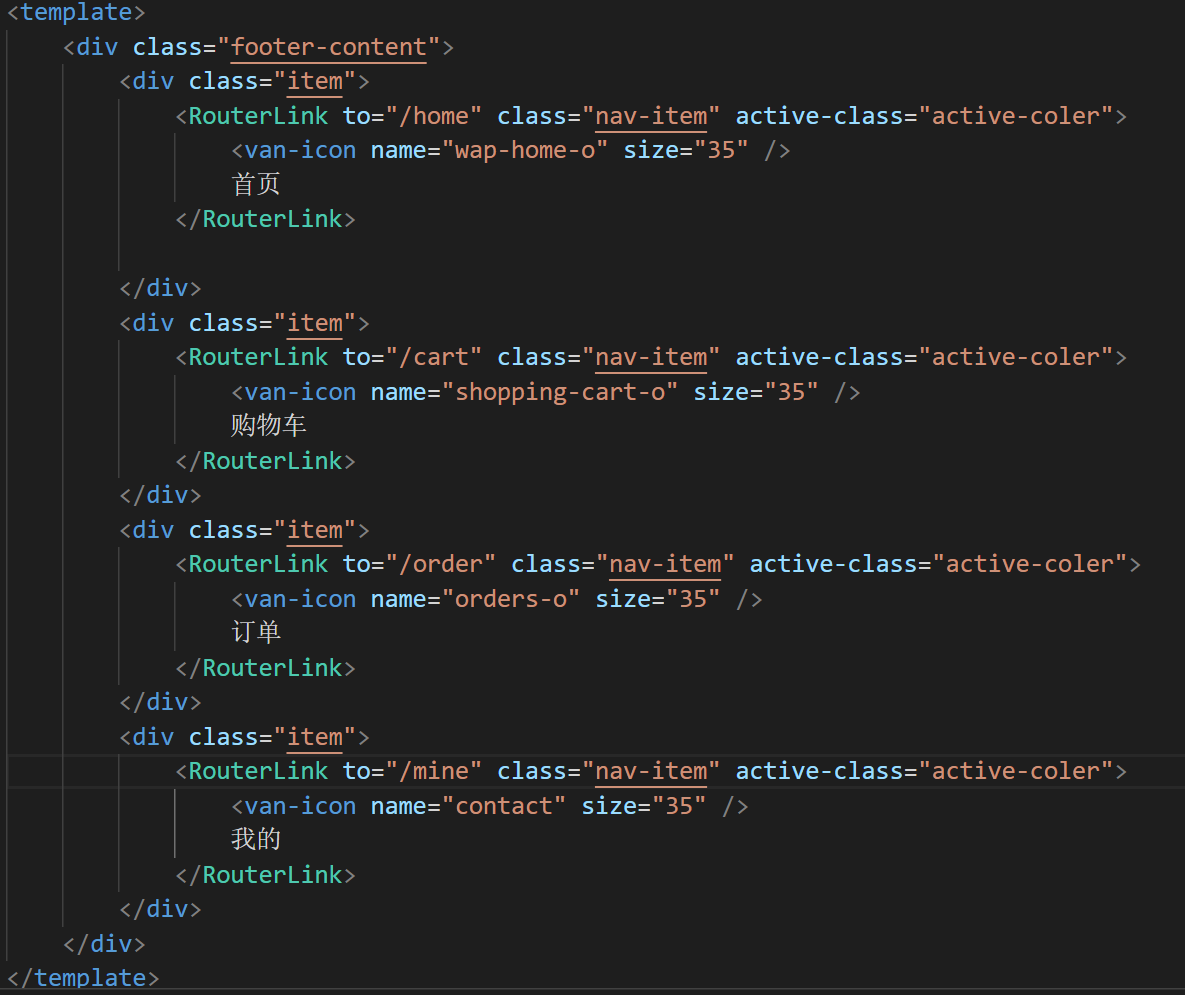 <template>
    <div class="footer-content">
        <div class="item">
            <RouterLink to="/home" class="nav-item" active-class="active-coler">
                <van-icon name="wap-home-o" size="35" />
                首页
            </RouterLink>

        </div>
        <div class="item">
            <RouterLink to="/cart" class="nav-item" active-class="active-coler">
                <van-icon name="shopping-cart-o" size="35" />
                购物车
            </RouterLink>
        </div>
        <div class="item">
            <RouterLink to="/order" class="nav-item" active-class="active-coler">
                <van-icon name="orders-o" size="35" />
                订单
            </RouterLink>
        </div>
        <div class="item">
            <RouterLink to="/mine" class="nav-item" active-class="active-coler">
                <van-icon name="contact" size="35" />
                我的
            </RouterLink>
        </div>
    </div>
</template>